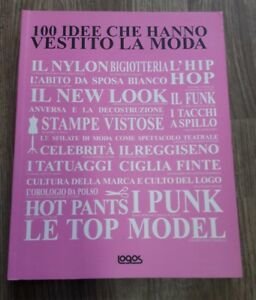 100 IDEE CHE HANNO
VESTITO LA MODA
IL NYLON BIGIOTTERIA L'HIP
L'ABITO DA SPOSA BIANCO HOP
IL NEW LOOK IL FUNK
ANVERSA E LA DECOSTRUZIONE I TACCHI
STAMPE VISTOSE A SPILLO
LE SFILATE DI MODA COME SPETTACOLO TEATRALE
CELEBRITÀ IL REGGISENO
I TATUAGGI CIGLIA FINTE
CULTURA DELLA MARCA E CULTO DEL LOGO
L'OROLOGIO DA POLSO
HOT PANTS I PUNK
LE TOP MODEL
LOGOS